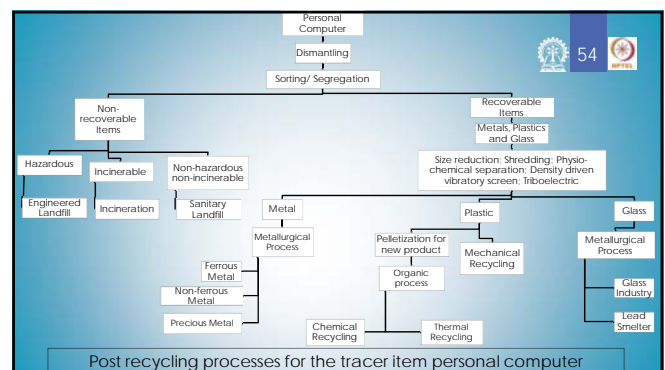 Personal
Computer
54
NPTEL
Dismantling
Sorting/ Segregation
Non-
recoverable
Items
Recoverable
Items
Metals, Plastics
and Glass
Hazardous
Incinerable
Non-hazardous
non-incinerable
Size reduction; Shredding; Physio-
chemical separation; Density driven
vibratory screen; Triboelectric
Engineered
Landfill
Incineration
Sanitary
Landfill
Metal
Plastic
Glass
Metallurgical
Process
Pelletization for
new product
Mechanical
Recycling
Metallurgical
Process
Ferrous
Metal
Non-ferrous
Metal
Precious Metal
Organic
process
Chemical
Recycling
Thermal
Recycling
Glass
Industry
Lead
Smelter
Post recycling processes for the tracer item personal computer